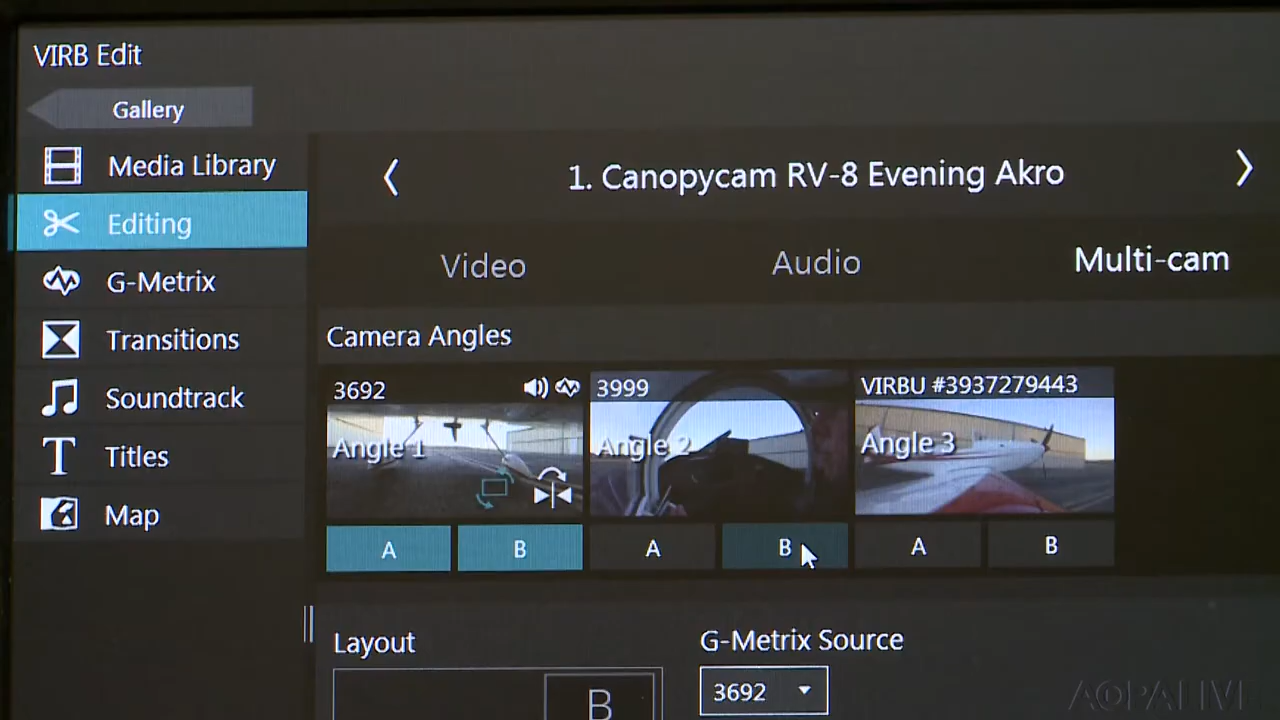 VIRB Edit
Gallery
Media Library
Editing
G-Metrix
Transitions
Soundtrack
Titles
Map
1. Canopycam RV-8 Evening Akro
Video Audio Multi-cam
Camera Angles
3692
Angle 1
A B
3999
Angle 2
A B
VIRBU #3937279443
Angle 3
A B
Layout
B
G-Metrix Source
3692
AOPALIVE